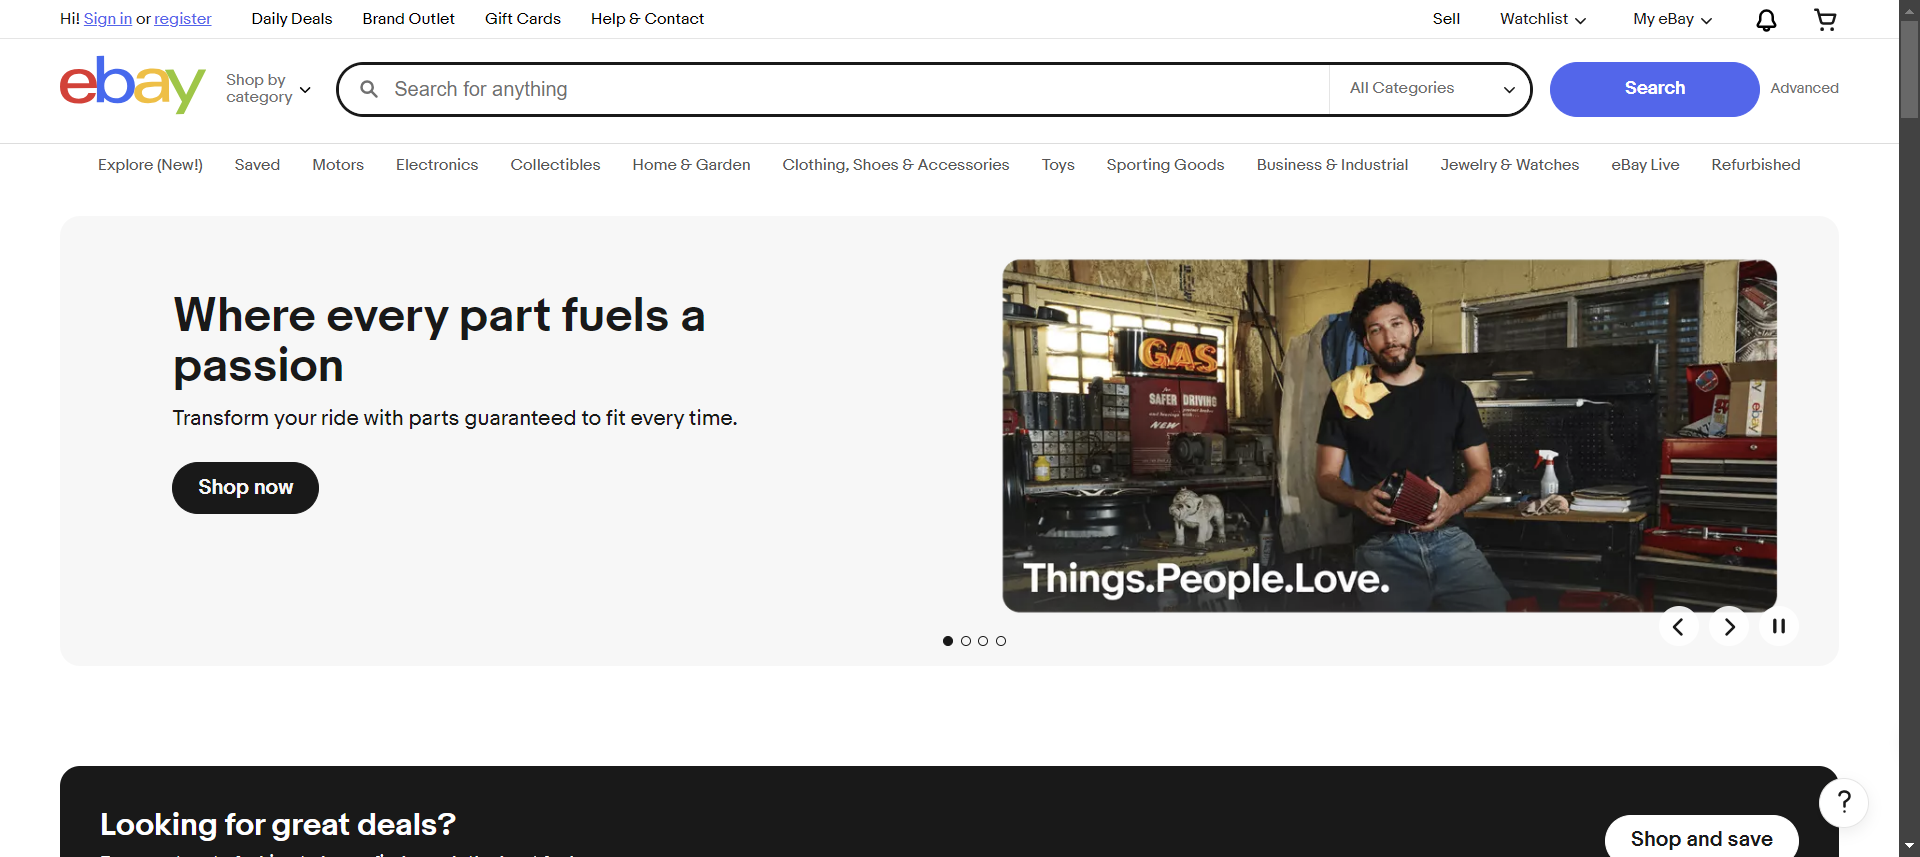 Hi! Sign in or register
Daily Deals
Brand Outlet
Gift Cards
Help & Contact
Sell
Watchlist
My eBay
ebay
Shop by
category
Search for anything
All Categories
Search
Advanced
Explore (New!)
Saved
Motors
Electronics
Collectibles
Home & Garden
Clothing, Shoes & Accessories
Toys
Sporting Goods
Business & Industrial
Jewelry & Watches
eBay Live
Refurbished
Where every part fuels a
passion
Transform your ride with parts guaranteed to fit every time.
Shop now
GAS
SAFER DRIVING
NEW
ebay
Things.People.Love.
Looking for great deals?
Shop and save
?